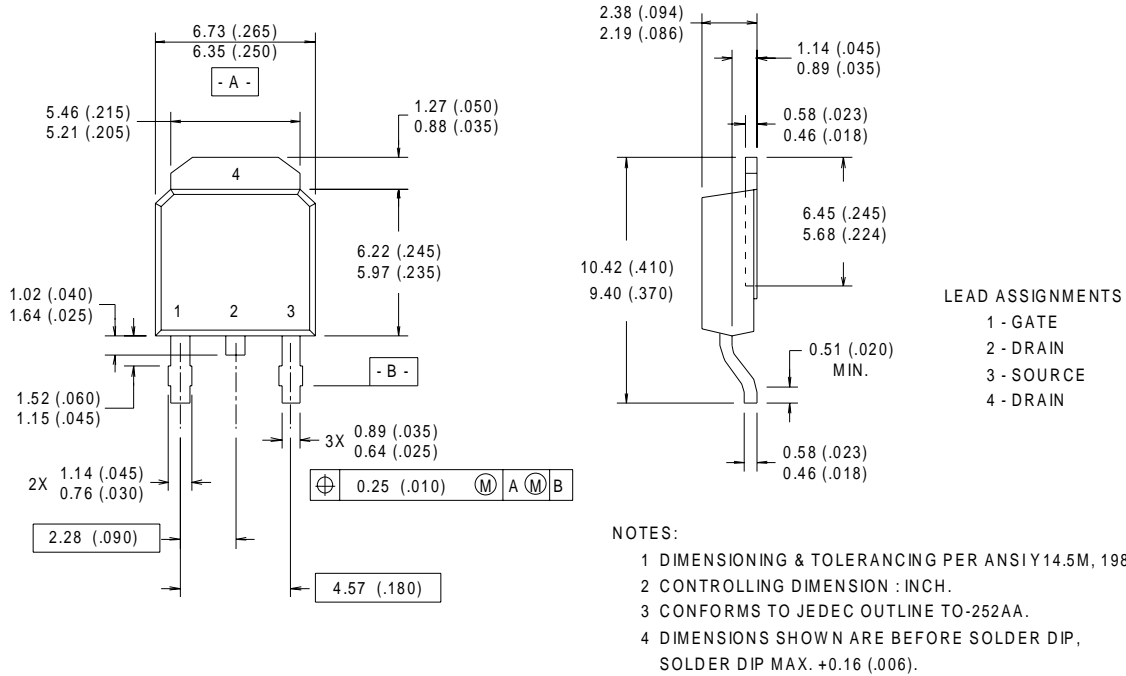 6.73 (.265)
6.35 (.250)
- A -
5.46 (.215)
5.21 (.205)
1.27 (.050)
0.88 (.035)
4
6.22 (.245)
5.97 (.235)
1.02 (.040)
1.64 (.025)
1 2 3
- B -
1.52 (.060)
1.15 (.045)
3X 0.89 (.035)
0.64 (.025)
2X 1.14 (.045)
0.76 (.030)
⌖ 0.25 (.010) Ⓜ A Ⓜ B
2.28 (.090)
4.57 (.180)
2.38 (.094)
2.19 (.086)
1.14 (.045)
0.89 (.035)
0.58 (.023)
0.46 (.018)
6.45 (.245)
5.68 (.224)
10.42 (.410)
9.40 (.370)
0.51 (.020)
MIN.
0.58 (.023)
0.46 (.018)
LEAD ASSIGNMENTS
1 - GATE
2 - DRAIN
3 - SOURCE
4 - DRAIN
NOTES:
1 DIMENSIONING & TOLERANCING PER ANSI Y14.5M, 198
2 CONTROLLING DIMENSION : INCH.
3 CONFORMS TO JEDEC OUTLINE TO-252AA.
4 DIMENSIONS SHOWN ARE BEFORE SOLDER DIP,
SOLDER DIP MAX. +0.16 (.006).